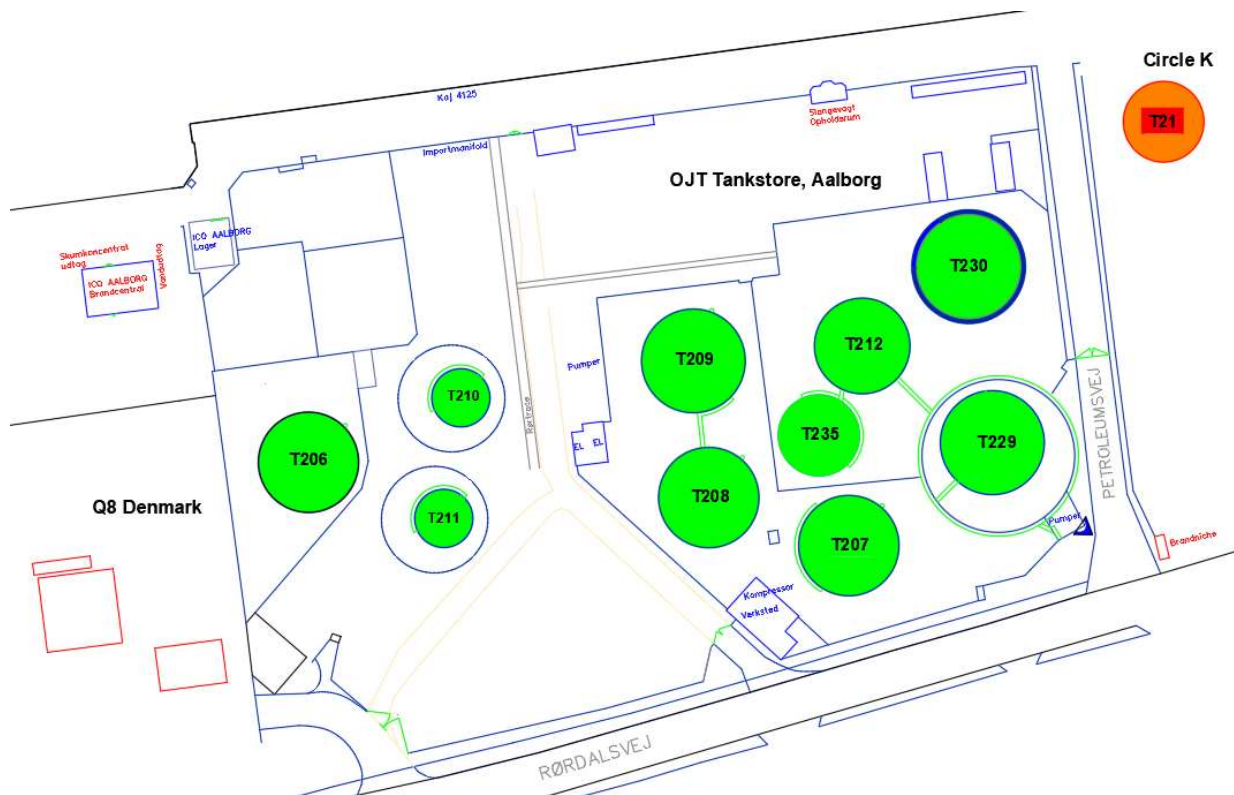 Circle K
T21
Kaj 4125
Slangevagt
Opholdsrum
Importmanifold
OJT Tankstore, Aalborg
ICO AALBORG
Lager
Skumkoncentrat
udtag
Vandudtag
ICO AALBORG
Brandcentral
T230
T209
T212
Pumper
Rørtrace
T210
T235
T229
EL EL
T206
T208
T211
Q8 Denmark
PETROLEUMSVEJ
Pumper
T207
Brandniche
Kompressor
Værksted
RØRDALSVEJ